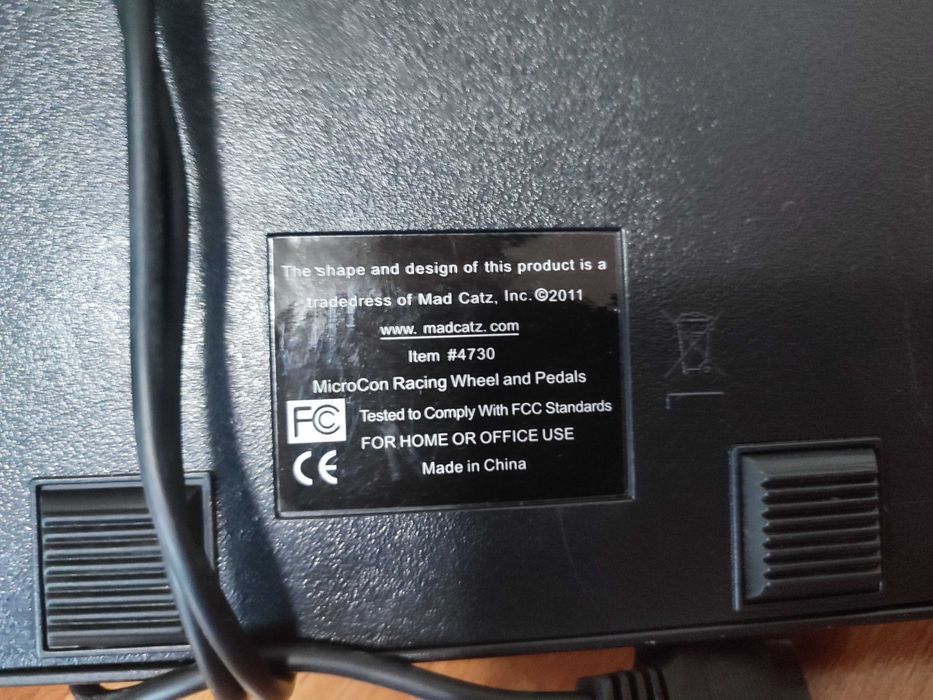 The shape and design of this product is a
tradedress of Mad Catz, Inc. ©2011
www. madcatz. com
Item #4730
MicroCon Racing Wheel and Pedals
FC Tested to Comply With FCC Standards
FOR HOME OR OFFICE USE
CE Made in China